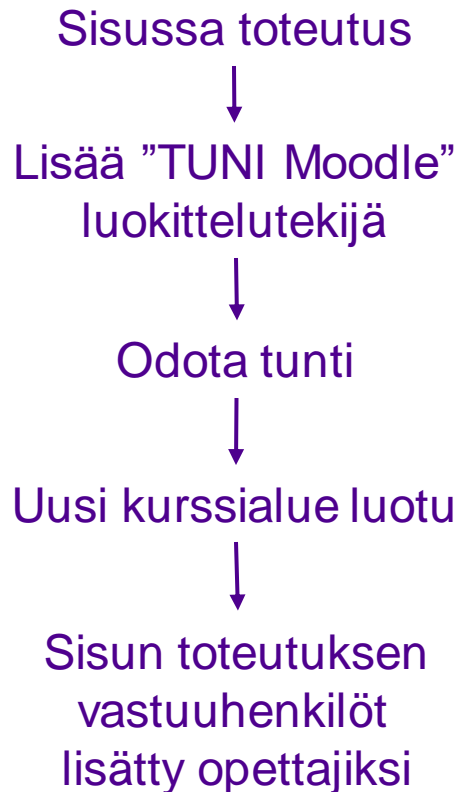 Sisussa toteutus
Lisää ”TUNI Moodle”
luokittelutekijä
Odota tunti
Uusi kurssialue luotu
Sisun toteutuksen
vastuuhenkilöt
lisätty opettajiksi